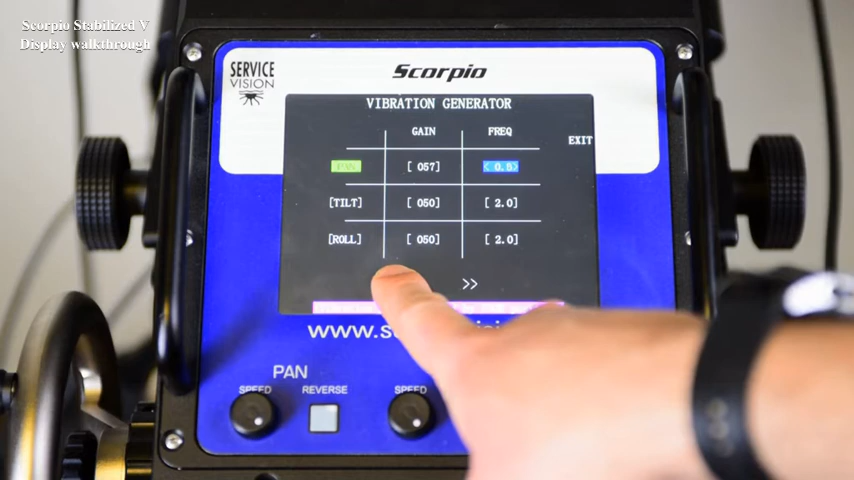 Scorpio Stabilized V
Display walkthrough
SERVICE
VISION
Scorpio
VIBRATION GENERATOR
GAIN FREQ
EXIT
PAN [ 057] < 0.5>
[TILT] [ 050] [ 2.0]
[ROLL] [ 050] [ 2.0]
>>
PAN
SPEED REVERSE SPEED